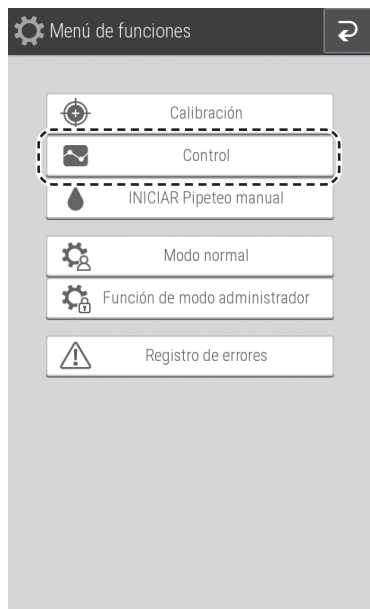 Menú de funciones
Calibración
Control
INICIAR Pipeteo manual
Modo normal
Función de modo administrador
Registro de errores